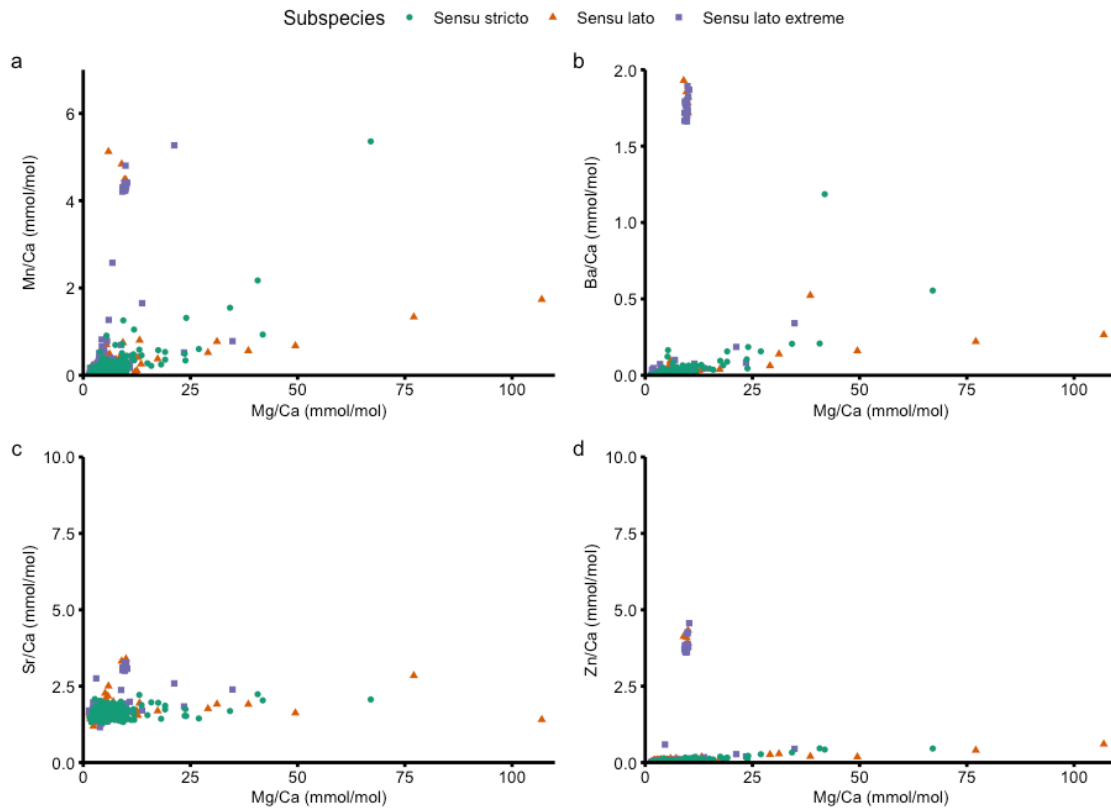 Subspecies Sensu stricto Sensu lato Sensu lato extreme
a
Mn/Ca (mmol/mol)
6
4
2
0
0 25 50 75 100
Mg/Ca (mmol/mol)
b
Ba/Ca (mmol/mol)
2.0
1.5
1.0
0.5
0.0
0 25 50 75 100
Mg/Ca (mmol/mol)
c
Sr/Ca (mmol/mol)
10.0
7.5
5.0
2.5
0.0
0 25 50 75 100
Mg/Ca (mmol/mol)
d
Zn/Ca (mmol/mol)
10.0
7.5
5.0
2.5
0.0
0 25 50 75 100
Mg/Ca (mmol/mol)